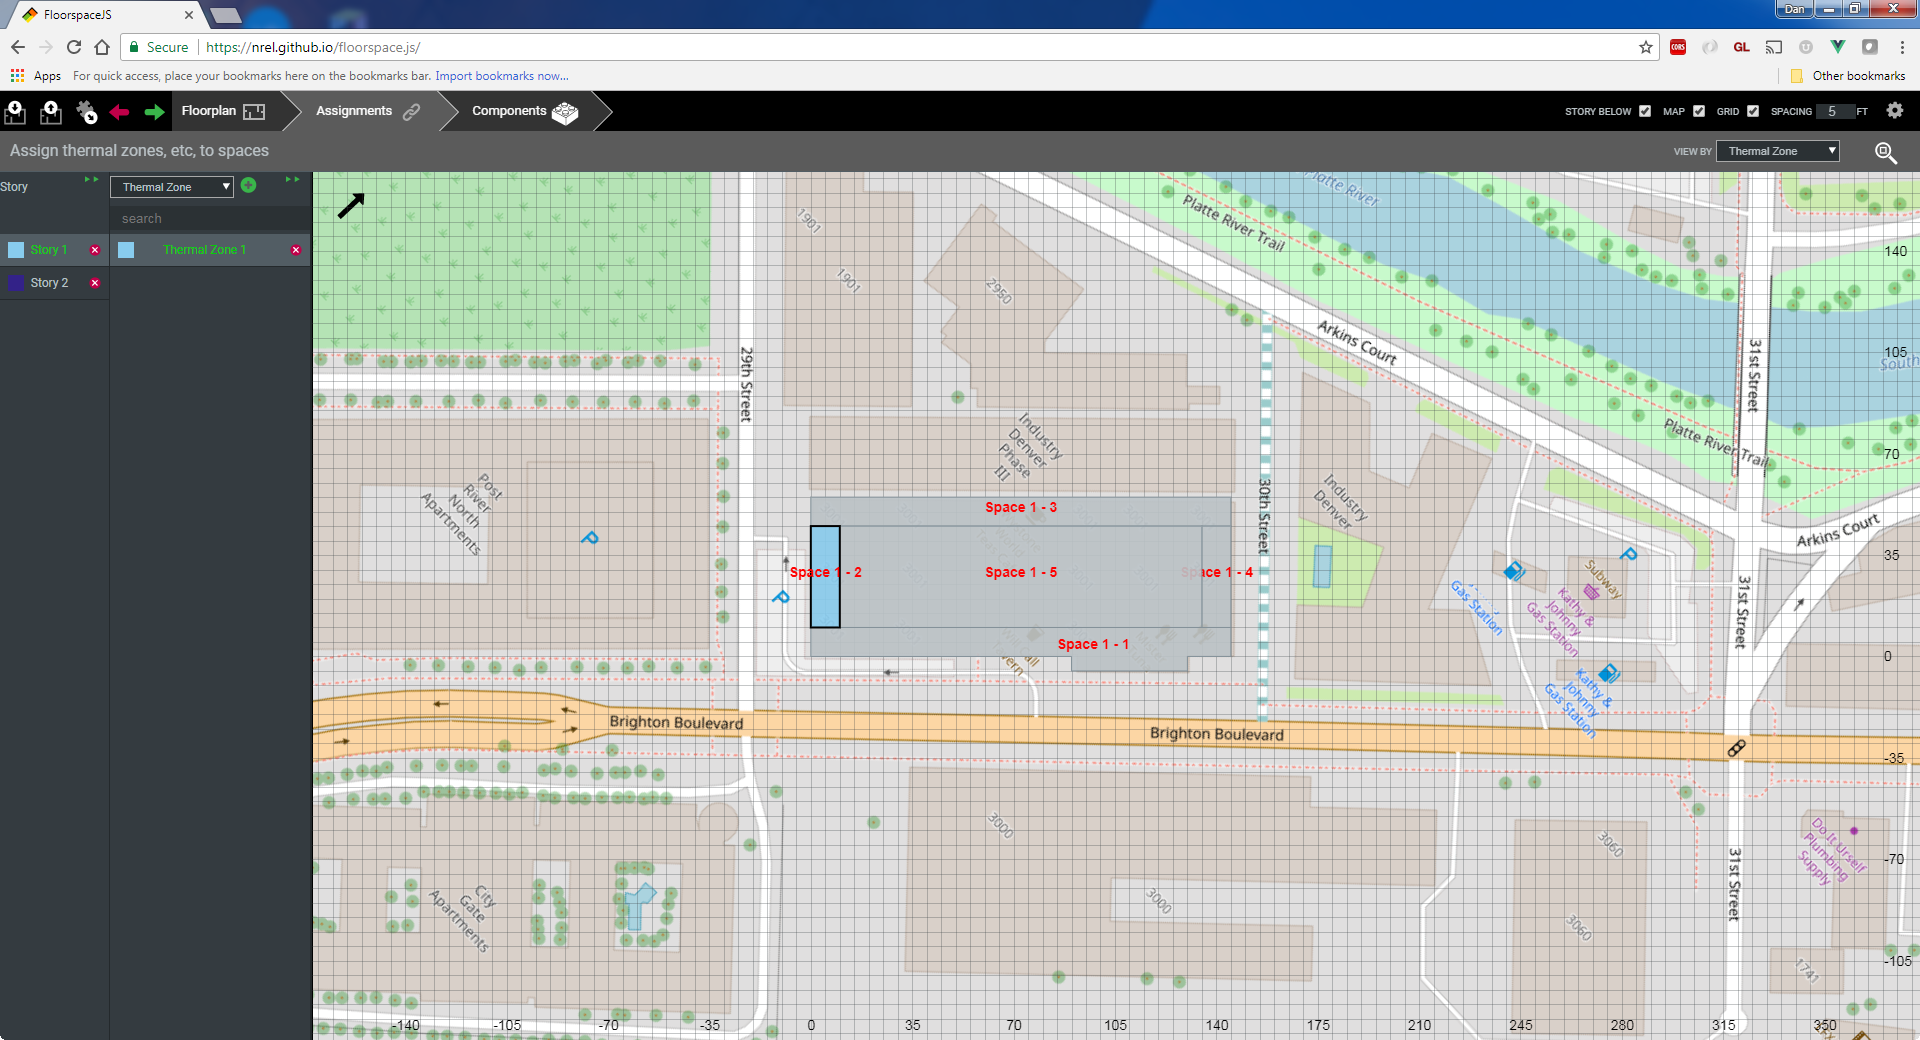 FloorspaceJS
Dan
Secure
https://nrel.github.io/floorspace.js/
CORS
GL
Apps
For quick access, place your bookmarks here on the bookmarks bar. Import bookmarks now...
Other bookmarks
Floorplan
Assignments
Components
STORY BELOW
MAP
GRID
SPACING 5 FT
Assign thermal zones, etc, to spaces
VIEW BY
Thermal Zone
Story
Thermal Zone
search
Story 1
Thermal Zone 1
Story 2
1901
1901
2950
Platte River
Platte River Trail
Arkins Court
31st Street
South
Platte River Trail
29th Street
Industry
Denver
Phase
III
Post
River
North
Apartments
P
P
30th Street
Industry
Denver
Space 1 - 3
Space 1 - 2
Space 1 - 5
Space 1 - 4
Space 1 - 1
Gas Station
P
Subway
Kathy &
Johnny
Gas Station
Kathy &
Johnny
Gas Station
31st Street
Arkins Court
Brighton Boulevard
Brighton Boulevard
3000
3000
3060
3060
Do It Urself
Plumbing
Supply
31st Street
1741
City
Gate
Apartments
140
105
70
35
0
-35
-70
-105
-140
-105
-70
-35
0
35
70
105
140
175
210
245
280
315
350